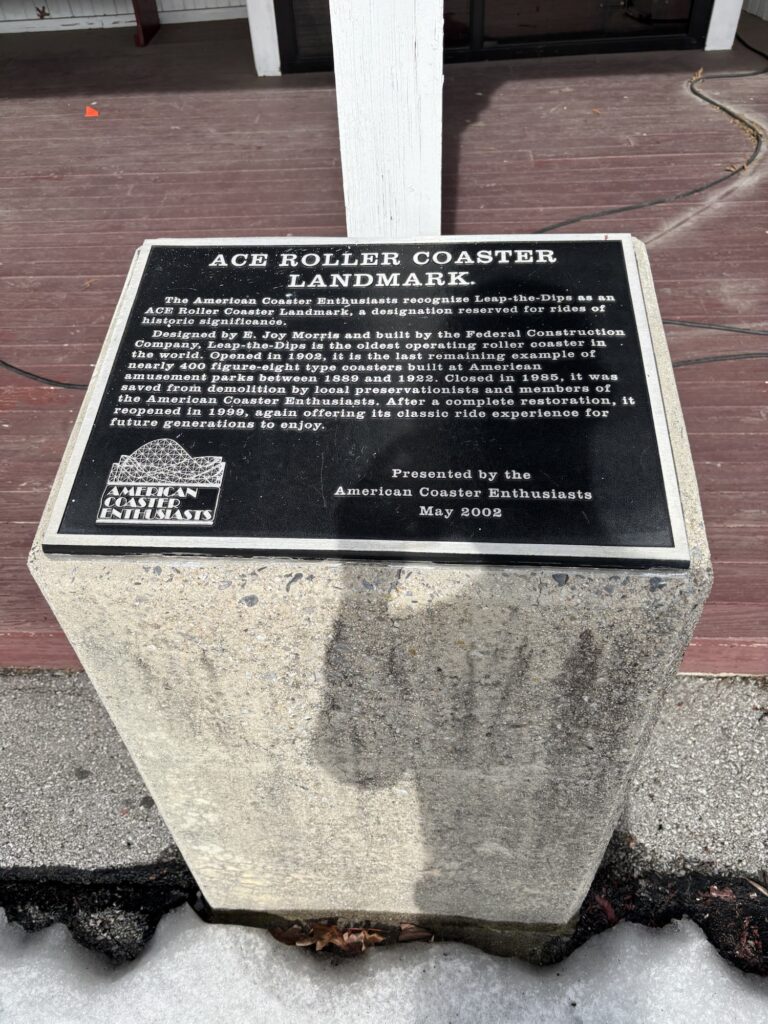 ACE ROLLER COASTER
LANDMARK.
The American Coaster Enthusiasts recognize Leap-the-Dips as an
ACE Roller Coaster Landmark, a designation reserved for rides of
historic significance.
Designed by E. Joy Morris and built by the Federal Construction
Company, Leap-the-Dips is the oldest operating roller coaster in
the world. Opened in 1902, it is the last remaining example of
nearly 400 figure-eight type coasters built at American
amusement parks between 1889 and 1922. Closed in 1985, it was
saved from demolition by local preservationists and members of
the American Coaster Enthusiasts. After a complete restoration, it
reopened in 1999, again offering its classic ride experience for
future generations to enjoy.
AMERICAN
COASTER
ENTHUSIASTS
Presented by the
American Coaster Enthusiasts
May 2002